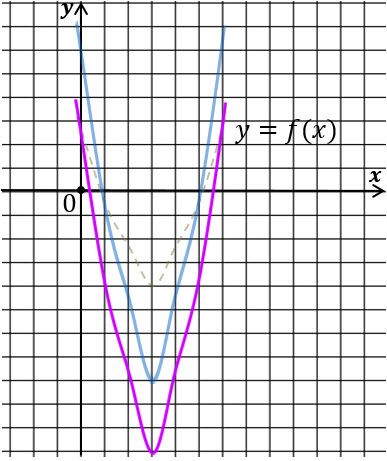 y
y = f(x)
x
0